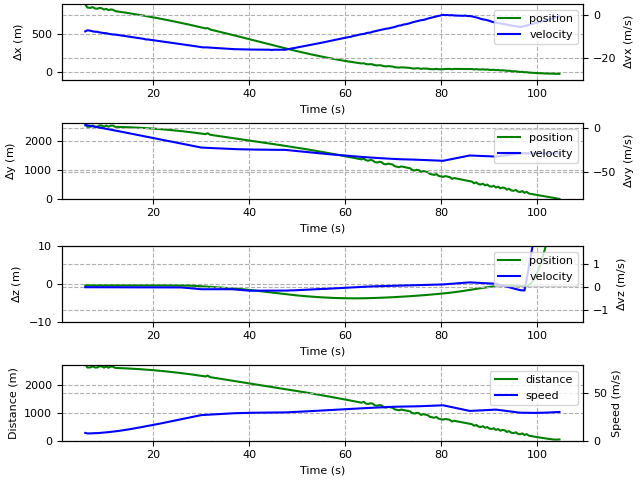 500
0
Δx (m)
0
−20
Δvx (m/s)
position
velocity
20
40
60
80
100
Time (s)
2000
1000
0
Δy (m)
0
−50
Δvy (m/s)
position
velocity
20
40
60
80
100
Time (s)
10
0
−10
Δz (m)
1
0
−1
Δvz (m/s)
position
velocity
20
40
60
80
100
Time (s)
2000
1000
0
Distance (m)
50
0
Speed (m/s)
distance
speed
20
40
60
80
100
Time (s)